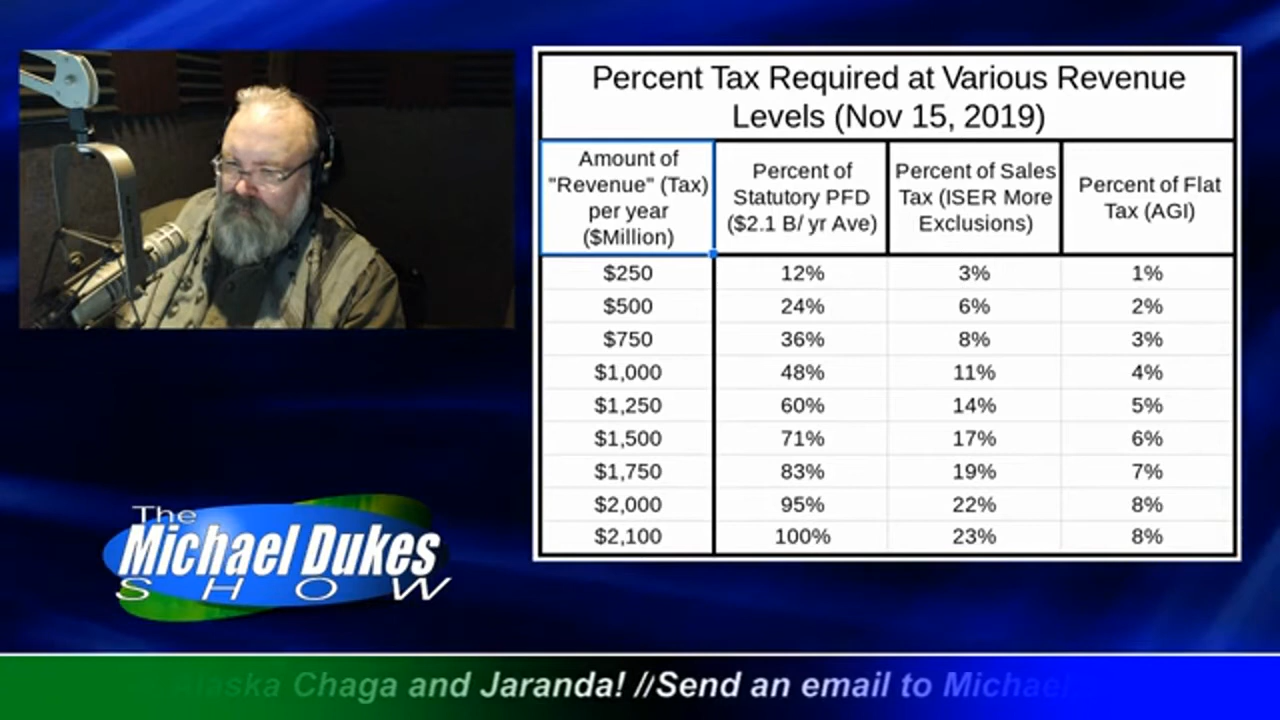 Percent Tax Required at Various Revenue
Levels (Nov 15, 2019)
Amount of
"Revenue" (Tax)
per year
($Million)
Percent of
Statutory PFD
($2.1 B/ yr Ave)
Percent of Sales
Tax (ISER More
Exclusions)
Percent of Flat
Tax (AGI)
$250 12% 3% 1%
$500 24% 6% 2%
$750 36% 8% 3%
$1,000 48% 11% 4%
$1,250 60% 14% 5%
$1,500 71% 17% 6%
$1,750 83% 19% 7%
$2,000 95% 22% 8%
$2,100 100% 23% 8%
The
Michael Dukes
SHOW
Alaska Chaga and Jaranda! //Send an email to Michael